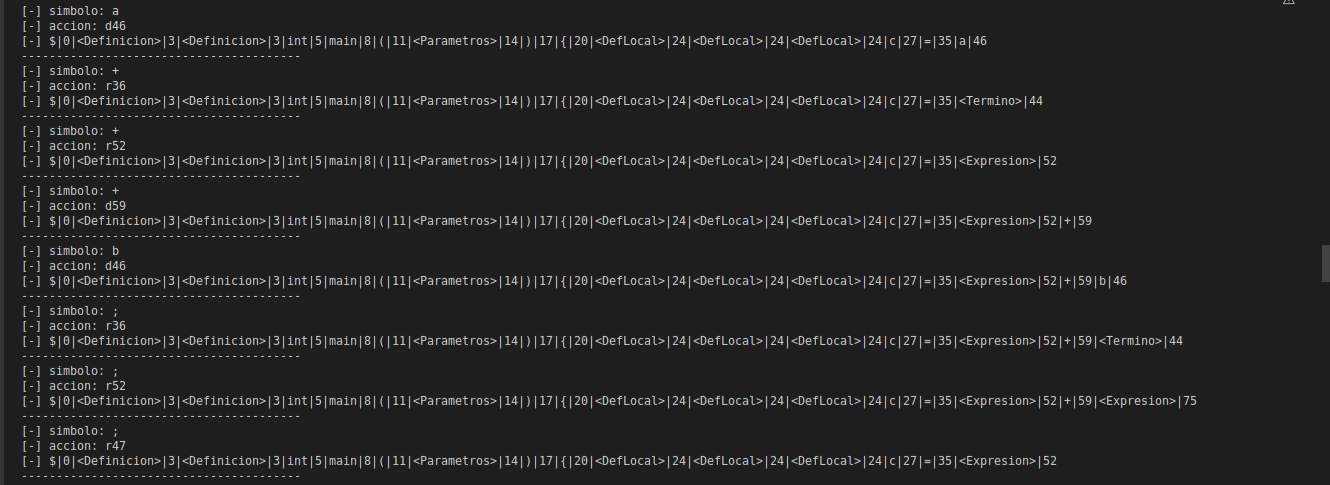 [-] simbolo: a
[-] accion: d46
[-] $|0|<Definicion>|3|<Definicion>|3|int|5|main|8|(|11|<Parametros>|14|)|17|{|20|<DefLocal>|24|<DefLocal>|24|<DefLocal>|24|c|27|=|35|a|46
----------------------------------------
[-] simbolo: +
[-] accion: r36
[-] $|0|<Definicion>|3|<Definicion>|3|int|5|main|8|(|11|<Parametros>|14|)|17|{|20|<DefLocal>|24|<DefLocal>|24|<DefLocal>|24|c|27|=|35|<Termino>|44
----------------------------------------
[-] simbolo: +
[-] accion: r52
[-] $|0|<Definicion>|3|<Definicion>|3|int|5|main|8|(|11|<Parametros>|14|)|17|{|20|<DefLocal>|24|<DefLocal>|24|<DefLocal>|24|c|27|=|35|<Expresion>|52
----------------------------------------
[-] simbolo: +
[-] accion: d59
[-] $|0|<Definicion>|3|<Definicion>|3|int|5|main|8|(|11|<Parametros>|14|)|17|{|20|<DefLocal>|24|<DefLocal>|24|<DefLocal>|24|c|27|=|35|<Expresion>|52|+|59
----------------------------------------
[-] simbolo: b
[-] accion: d46
[-] $|0|<Definicion>|3|<Definicion>|3|int|5|main|8|(|11|<Parametros>|14|)|17|{|20|<DefLocal>|24|<DefLocal>|24|<DefLocal>|24|c|27|=|35|<Expresion>|52|+|59|b|46
----------------------------------------
[-] simbolo: ;
[-] accion: r36
[-] $|0|<Definicion>|3|<Definicion>|3|int|5|main|8|(|11|<Parametros>|14|)|17|{|20|<DefLocal>|24|<DefLocal>|24|<DefLocal>|24|c|27|=|35|<Expresion>|52|+|59|<Termino>|44
----------------------------------------
[-] simbolo: ;
[-] accion: r52
[-] $|0|<Definicion>|3|<Definicion>|3|int|5|main|8|(|11|<Parametros>|14|)|17|{|20|<DefLocal>|24|<DefLocal>|24|<DefLocal>|24|c|27|=|35|<Expresion>|52|+|59|<Expresion>|75
----------------------------------------
[-] simbolo: ;
[-] accion: r47
[-] $|0|<Definicion>|3|<Definicion>|3|int|5|main|8|(|11|<Parametros>|14|)|17|{|20|<DefLocal>|24|<DefLocal>|24|<DefLocal>|24|c|27|=|35|<Expresion>|52
----------------------------------------